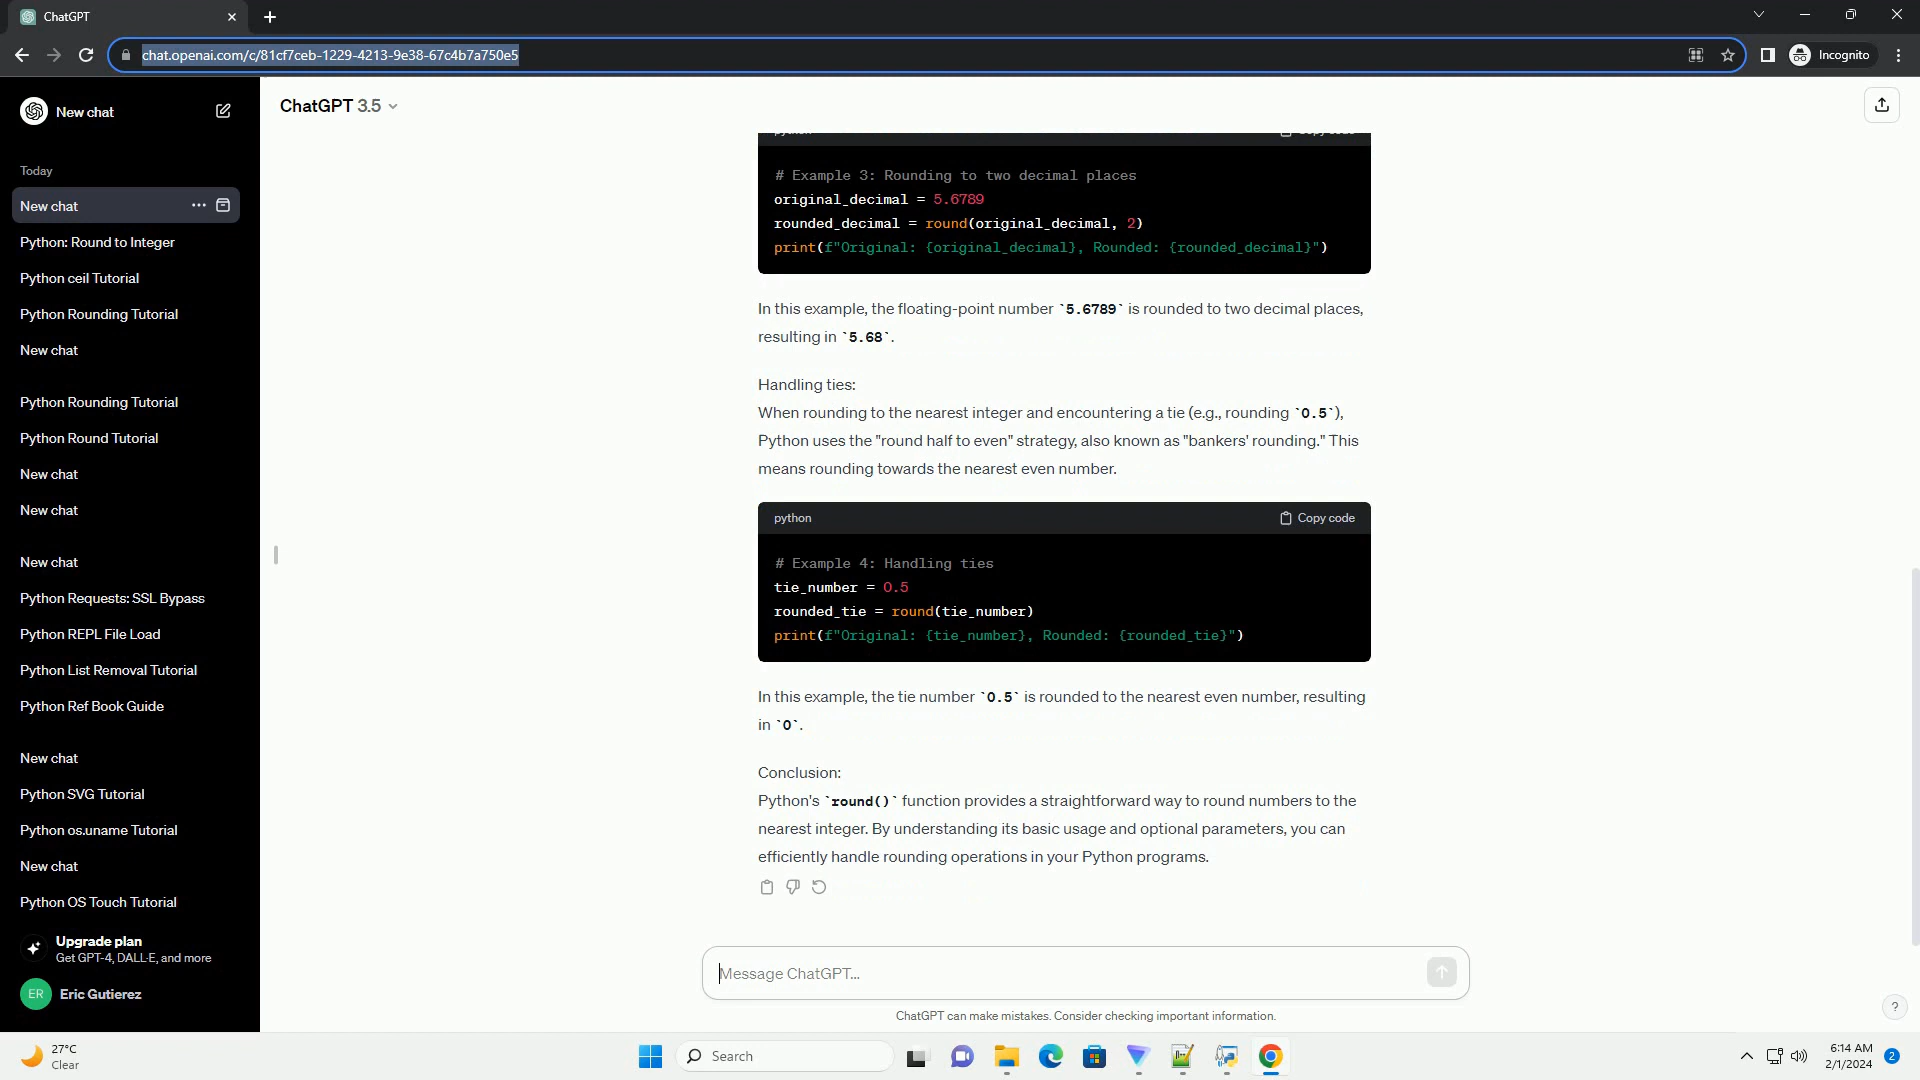 ChatGPT
chat.openai.com/c/81cf7ceb-1229-4213-9e38-67c4b7a750e5
Incognito
New chat
Today
New chat
Python: Round to Integer
Python ceil Tutorial
Python Rounding Tutorial
New chat
Python Rounding Tutorial
Python Round Tutorial
New chat
New chat
New chat
Python Requests: SSL Bypass
Python REPL File Load
Python List Removal Tutorial
Python Ref Book Guide
New chat
Python SVG Tutorial
Python os.uname Tutorial
New chat
Python OS Touch Tutorial
Upgrade plan
Get GPT-4, DALL·E, and more
ER
Eric Gutierez
ChatGPT 3.5
python
Copy code
# Example 3: Rounding to two decimal places
original_decimal = 5.6789
rounded_decimal = round(original_decimal, 2)
print(f"Original: {original_decimal}, Rounded: {rounded_decimal}")
In this example, the floating-point number `5.6789` is rounded to two decimal places,
resulting in `5.68`.
Handling ties:
When rounding to the nearest integer and encountering a tie (e.g., rounding `0.5`),
Python uses the "round half to even" strategy, also known as "bankers' rounding." This
means rounding towards the nearest even number.
python
Copy code
# Example 4: Handling ties
tie_number = 0.5
rounded_tie = round(tie_number)
print(f"Original: {tie_number}, Rounded: {rounded_tie}")
In this example, the tie number `0.5` is rounded to the nearest even number, resulting
in `0`.
Conclusion:
Python's `round()` function provides a straightforward way to round numbers to the
nearest integer. By understanding its basic usage and optional parameters, you can
efficiently handle rounding operations in your Python programs.
Message ChatGPT...
ChatGPT can make mistakes. Consider checking important information.
?
27°C
Clear
Search
6:14 AM
2/1/2024
2